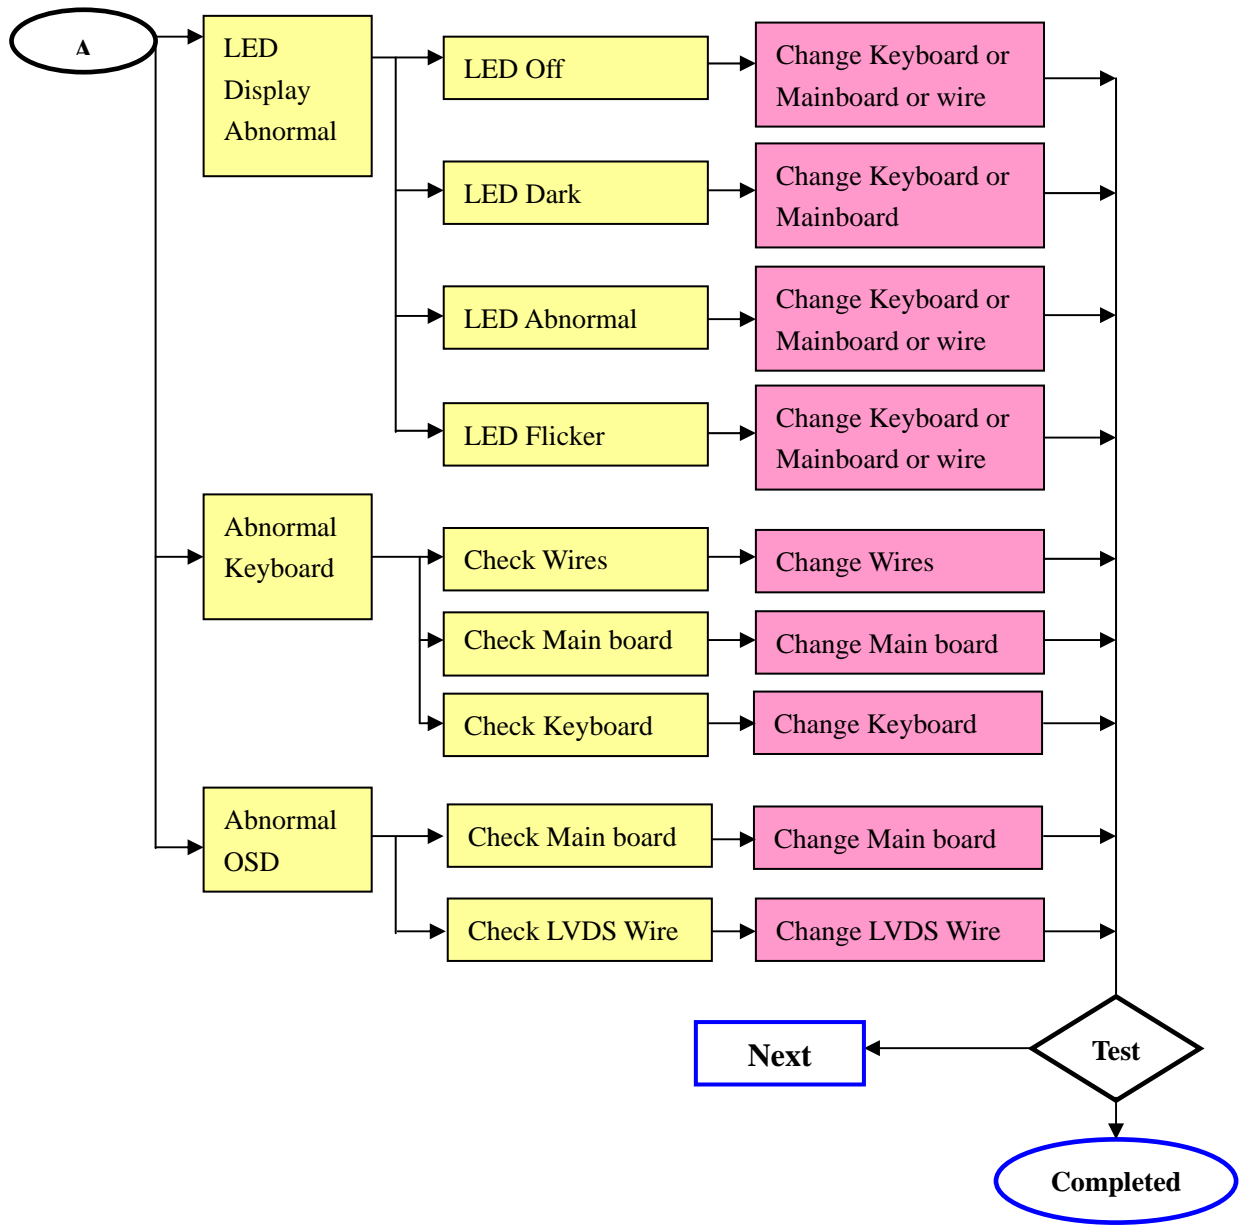 A
LED
Display
Abnormal
LED Off
Change Keyboard or
Mainboard or wire
LED Dark
Change Keyboard or
Mainboard
LED Abnormal
Change Keyboard or
Mainboard or wire
LED Flicker
Change Keyboard or
Mainboard or wire
Abnormal
Keyboard
Check Wires
Change Wires
Check Main board
Change Main board
Check Keyboard
Change Keyboard
Abnormal
OSD
Check Main board
Change Main board
Check LVDS Wire
Change LVDS Wire
Next
Test
Completed